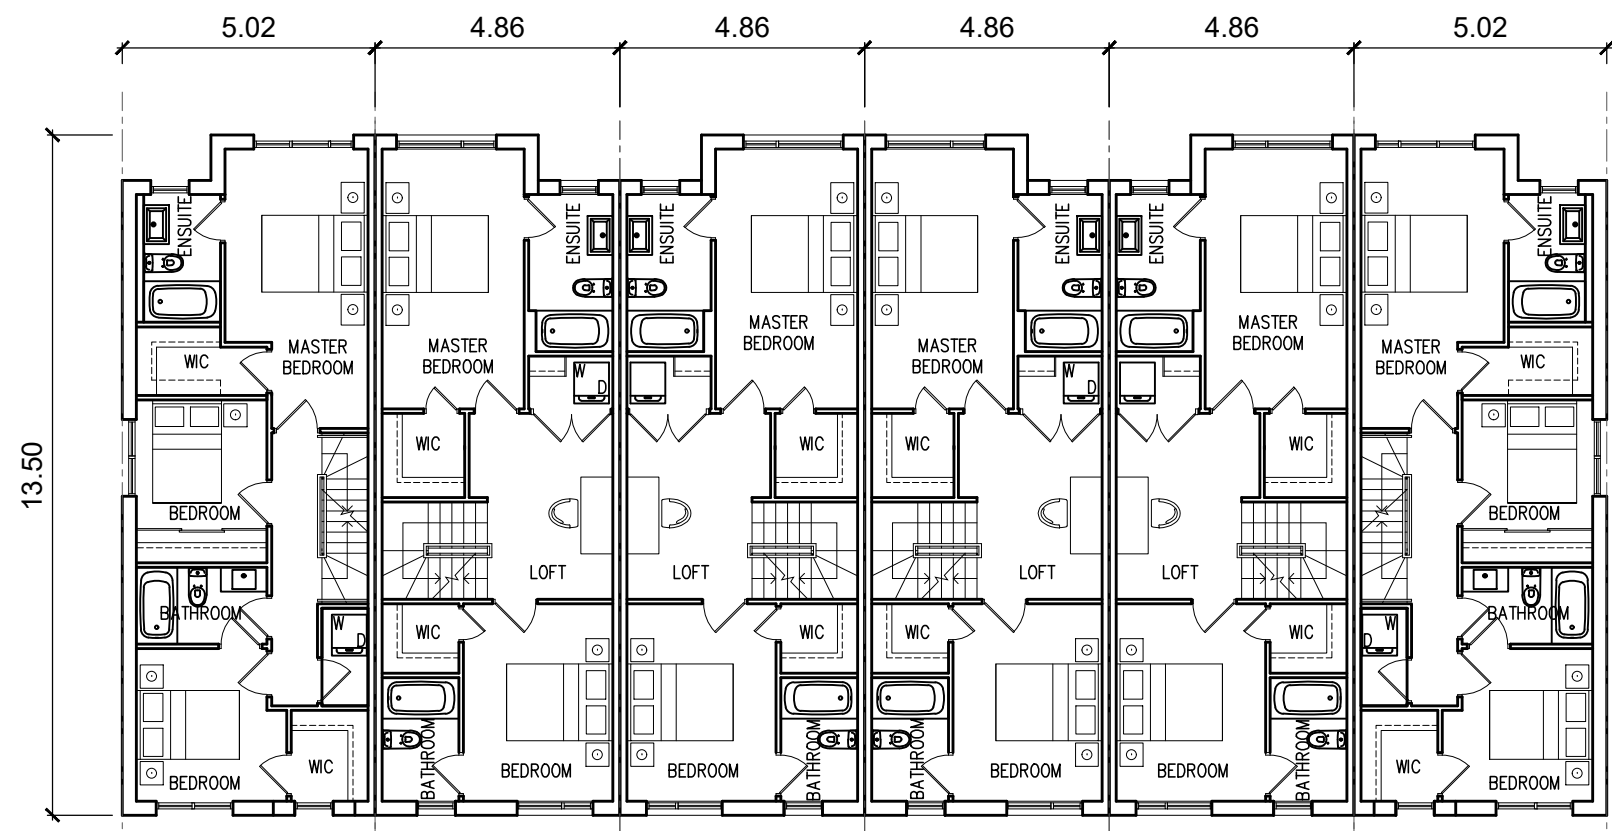 5.02
4.86
4.86
4.86
4.86
5.02
13.50
ENSUITE
ENSUITE
ENSUITE
ENSUITE
ENSUITE
ENSUITE
MASTER
BEDROOM
MASTER
BEDROOM
MASTER
BEDROOM
MASTER
BEDROOM
MASTER
BEDROOM
MASTER
BEDROOM
WIC
W
D
W
D
WIC
WIC
WIC
WIC
WIC
BEDROOM
BEDROOM
LOFT
LOFT
LOFT
LOFT
BATHROOM
BATHROOM
W
D
WIC
WIC
WIC
WIC
W
D
BATHROOM
BATHROOM
BATHROOM
BATHROOM
BEDROOM
WIC
BEDROOM
BEDROOM
BEDROOM
BEDROOM
WIC
BEDROOM